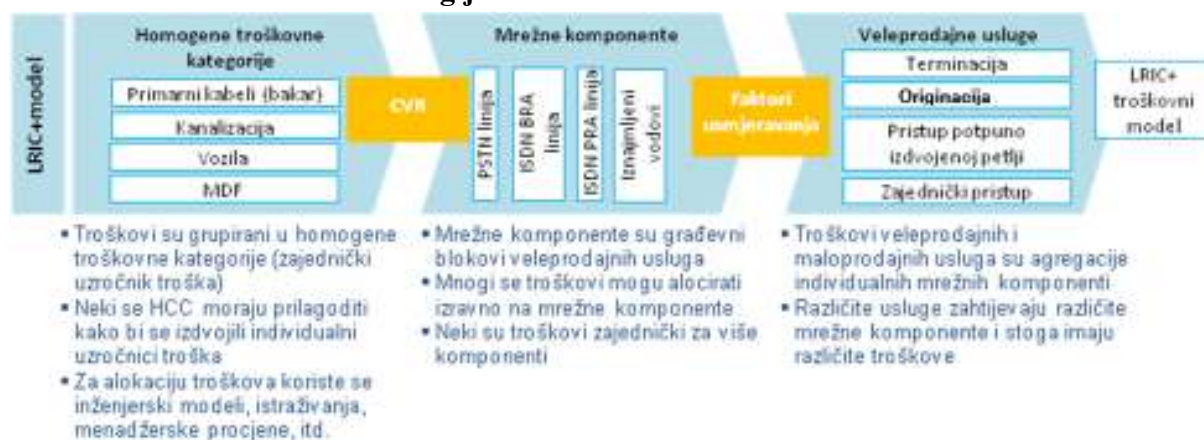 LRIC+model
Homogene troškovne
kategorije
Primarni kabeli (bakar)
Kanalizacija
Vozila
MDF
CVR
Mrežne komponente
PSTN linija
ISDN BRA
linija
ISDN PRA linija
Iznajmljeni
vodovi
Faktori
usmjeravanja
Veleprodajne usluge
Terminacija
Originacija
Pristup potpuno
izdvojenoj petlji
Zajednički pristup
LRIC+
troškovni
model
▪ Troškovi su grupirani u homogene
troškovne kategorije (zajednički
uzročnik troška)
▪ Neki se HCC moraju prilagoditi
kako bi se izdvojili individualni
uzročnici troška
▪ Za alokaciju troškova koriste se
inženjerski modeli, istraživanja,
menadžerske procjene, itd.
▪ Mrežne komponente su građevni
blokovi veleprodajnih usluga
▪ Mnogi se troškovi mogu alocirati
izravno na mrežne komponente
▪ Neki su troškovi zajednički za više
komponenti
▪ Troškovi veleprodajnih i
maloprodajnih usluga su agregacije
individualnih mrežnih komponenti
▪ Različite usluge zahtijevaju različite
mrežne komponente i stoga imaju
različite troškove